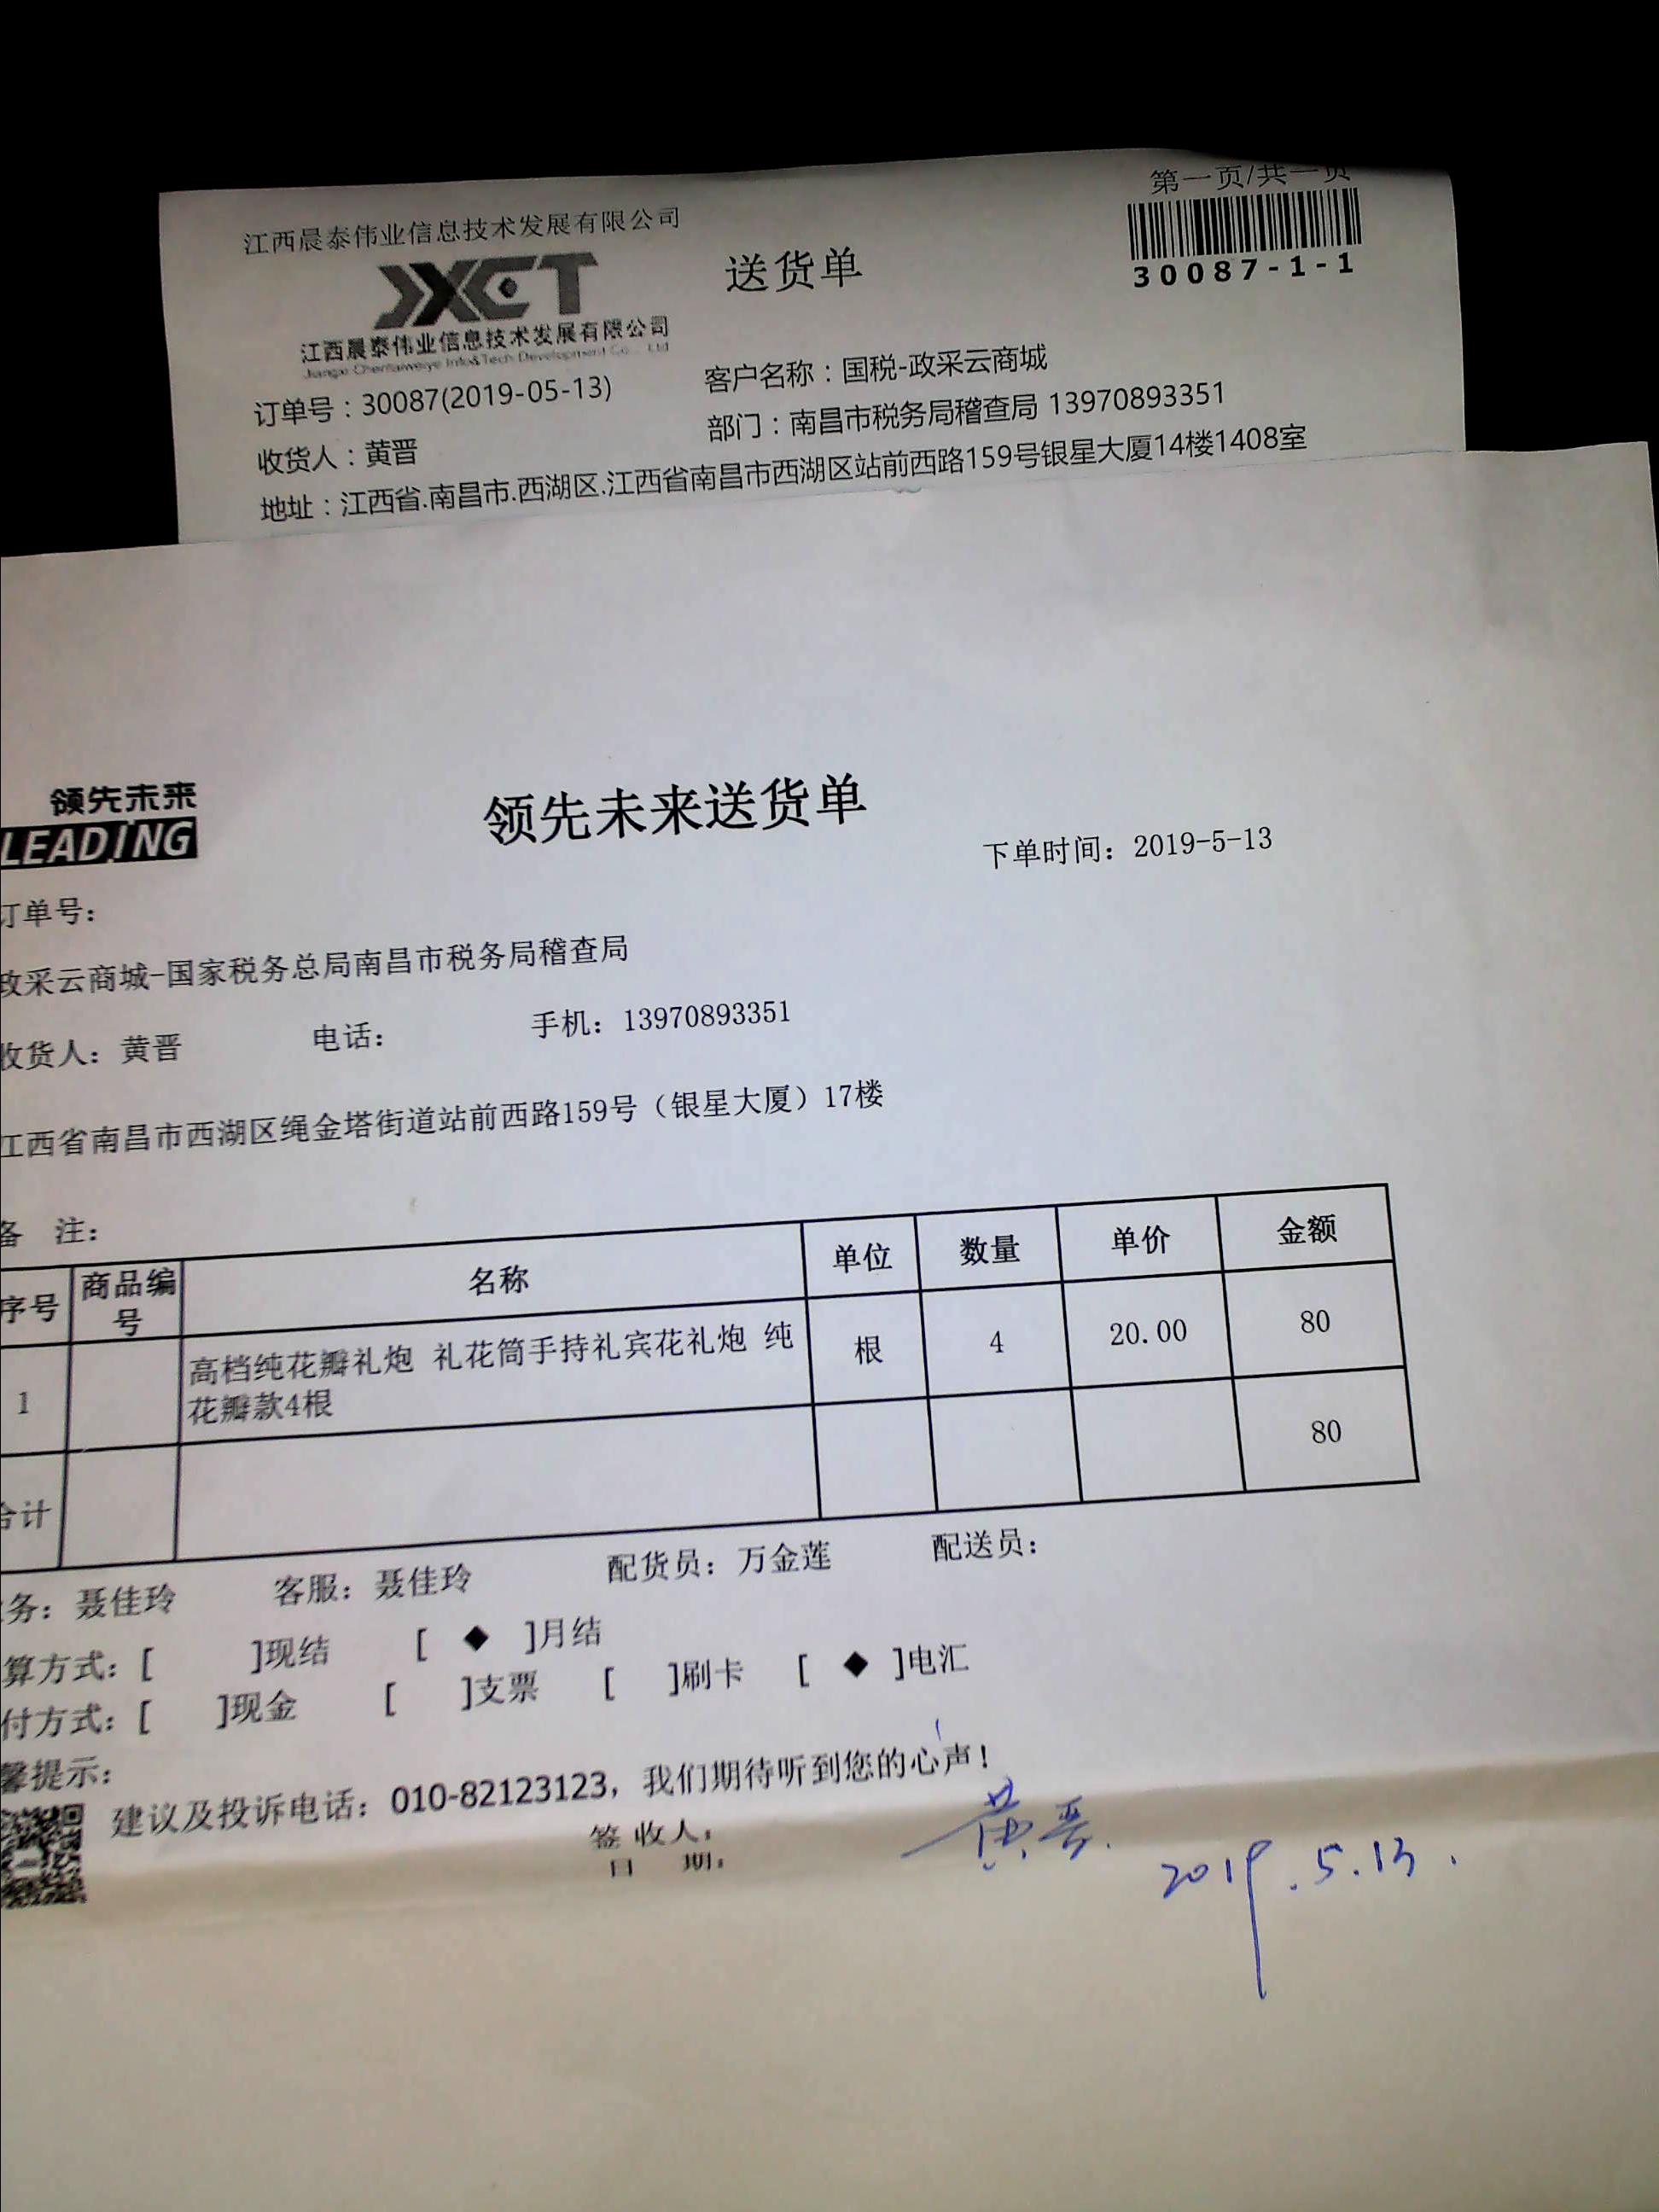 第一页/共一页
江西晨泰伟业信息技术发展有限公司
JXCT
送货单
30087-1-1
江西晨泰伟业信息技术发展有限公司
Jiangxi Chentaiweiye Info&Tech Development Co., Ltd
订单号：30087(2019-05-13)
客户名称：国税-政采云商城
收货人：黄晋
部门：南昌市税务局稽查局 13970893351
地址：江西省.南昌市.西湖区.江西省南昌市西湖区站前西路159号银星大厦14楼1408室
领先未来
LEADING
领先未来送货单
下单时间：2019-5-13
订单号：
政采云商城-国家税务总局南昌市税务局稽查局
收货人：黄晋 电话： 手机：13970893351
江西省南昌市西湖区绳金塔街道站前西路159号（银星大厦）17楼
备 注：
序号 商品编号 名称 单位 数量 单价 金额
1 高档纯花瓣礼炮 礼花筒手持礼宾花礼炮 纯花瓣款4根 根 4 20.00 80
合计 80
务：聂佳玲 客服：聂佳玲 配货员：万金莲 配送员：
算方式：[ ]现结 [ ◆ ]月结
付方式：[ ]现金 [ ]支票 [ ]刷卡 [ ◆ ]电汇
馨提示：
建议及投诉电话：010-82123123，我们期待听到您的心声！
签收人：
黄晋.
日 期：
2019.5.13.